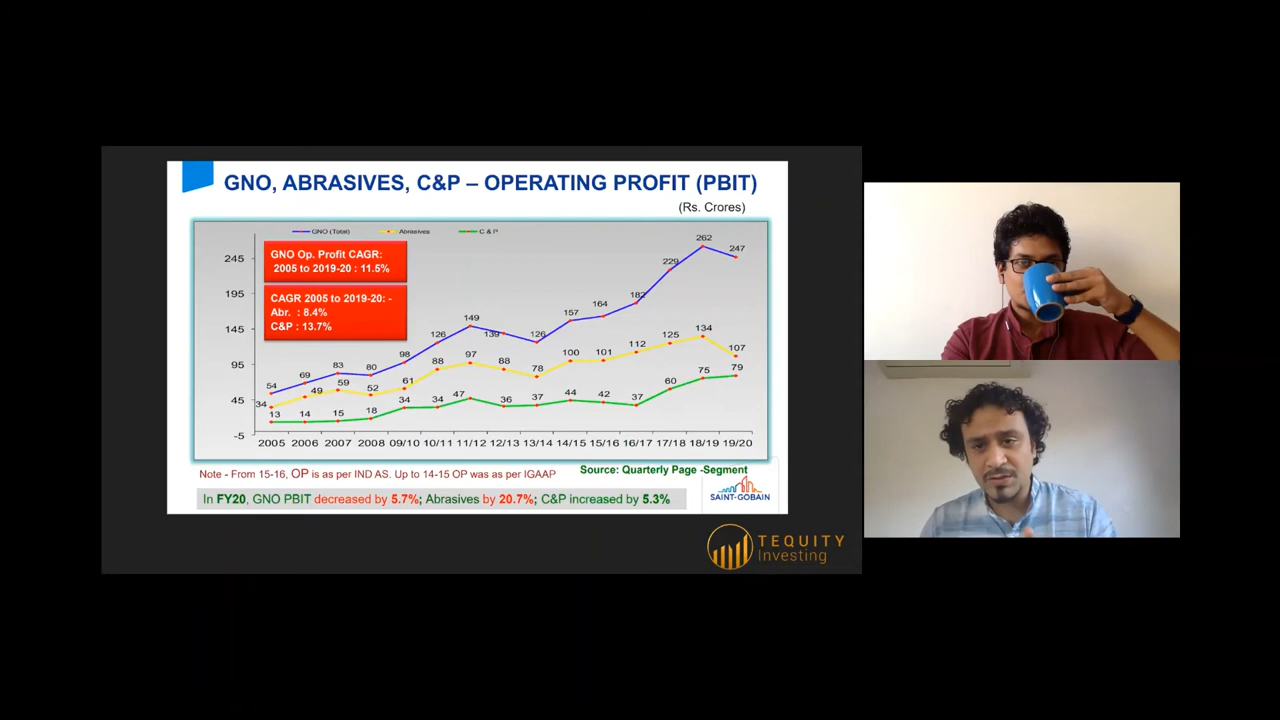 GNO, ABRASIVES, C&P – OPERATING PROFIT (PBIT)
(Rs. Crores)
GNO (Total) Abrasives C & P
GNO Op. Profit CAGR:
2005 to 2019-20 : 11.5%
CAGR 2005 to 2019-20: -
Abr. : 8.4%
C&P : 13.7%
245
195
145
95
45
-5
54 69 83 80 98 126 149 139 126 157 164 182 229 262 247
34 49 59 52 61 88 97 88 78 100 101 112 125 134 107
13 14 15 18 34 34 47 36 37 44 42 37 60 75 79
2005 2006 2007 2008 09/10 10/11 11/12 12/13 13/14 14/15 15/16 16/17 17/18 18/19 19/20
Note - From 15-16, OP is as per IND AS. Up to 14-15 OP was as per IGAAP
Source: Quarterly Page -Segment
In FY20, GNO PBIT decreased by 5.7%; Abrasives by 20.7%; C&P increased by 5.3%
SAINT-GOBAIN
TEQUITY
Investing